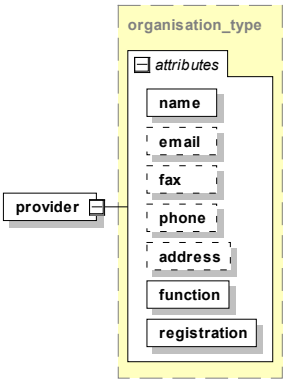 organisation_type
attributes
name
email
fax
provider
phone
address
function
registration